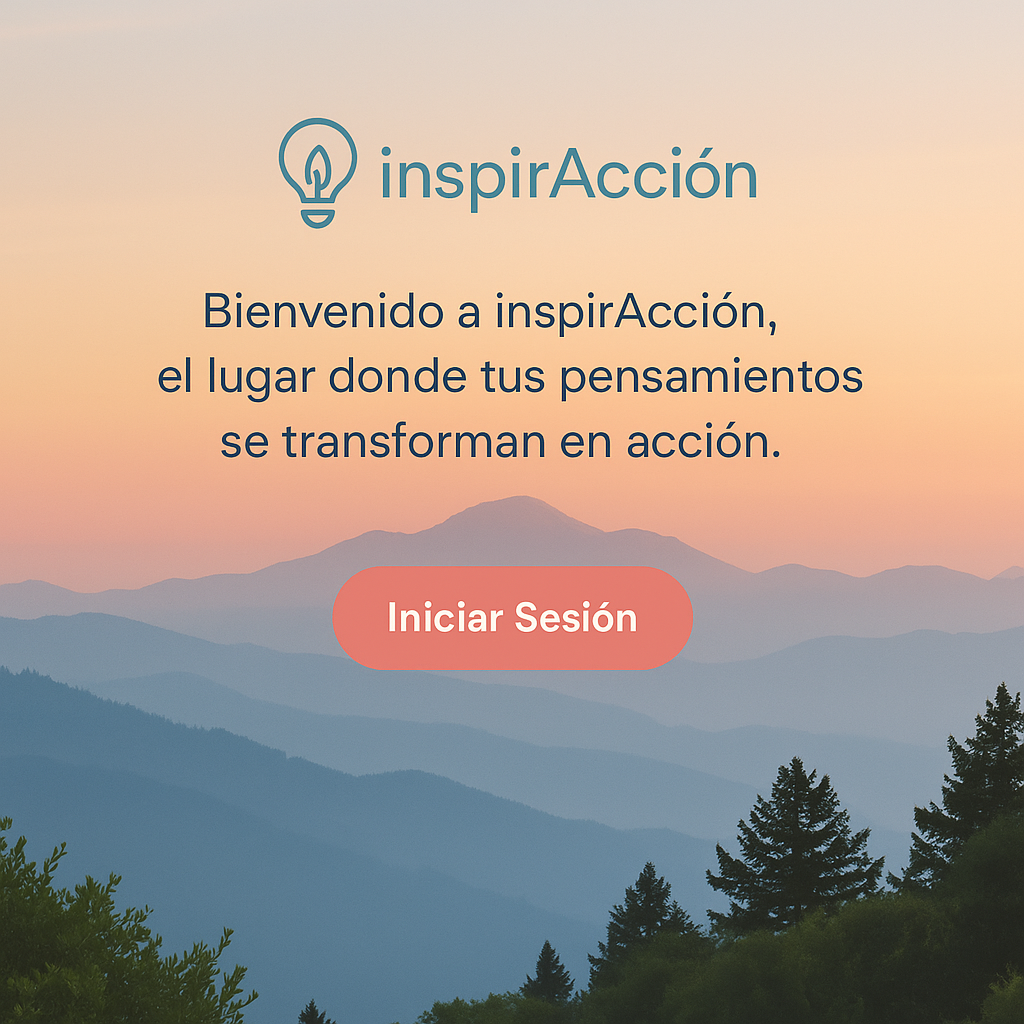 inspirAcción
Bienvenido a inspirAcción,
el lugar donde tus pensamientos
se transforman en acción.
Iniciar Sesión